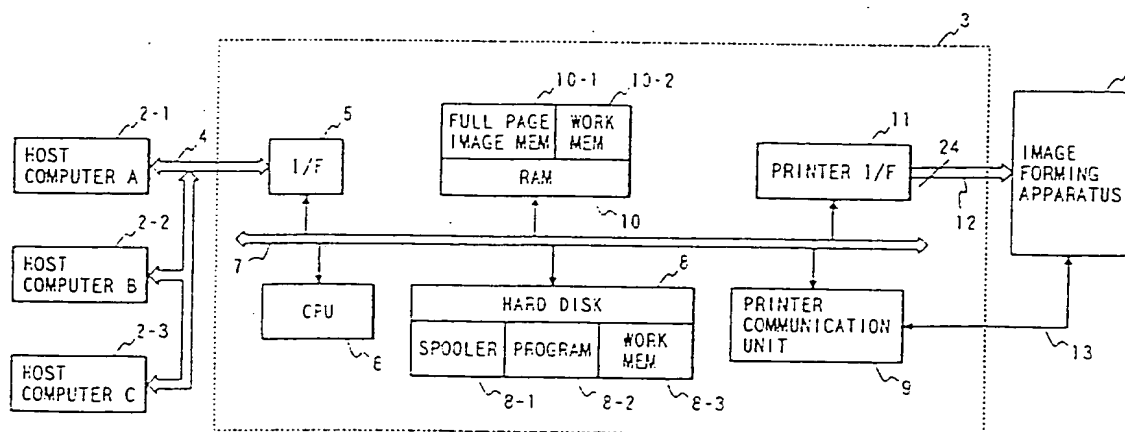 3
10-1
10-2
2-1
4
5
11
HOST
COMPUTER A
I/F
FULL PAGE
IMAGE MEM
WORK
MEM
RAM
10
PRINTER I/F
24
12
IMAGE
FORMING
APPARATUS
2-2
HOST
COMPUTER B
7
CPU
6
8
HARD DISK
SPOOLER
PROGRAM
WORK
MEM
8-1
8-2
8-3
PRINTER
COMMUNICATION
UNIT
9
13
2-3
HOST
COMPUTER C